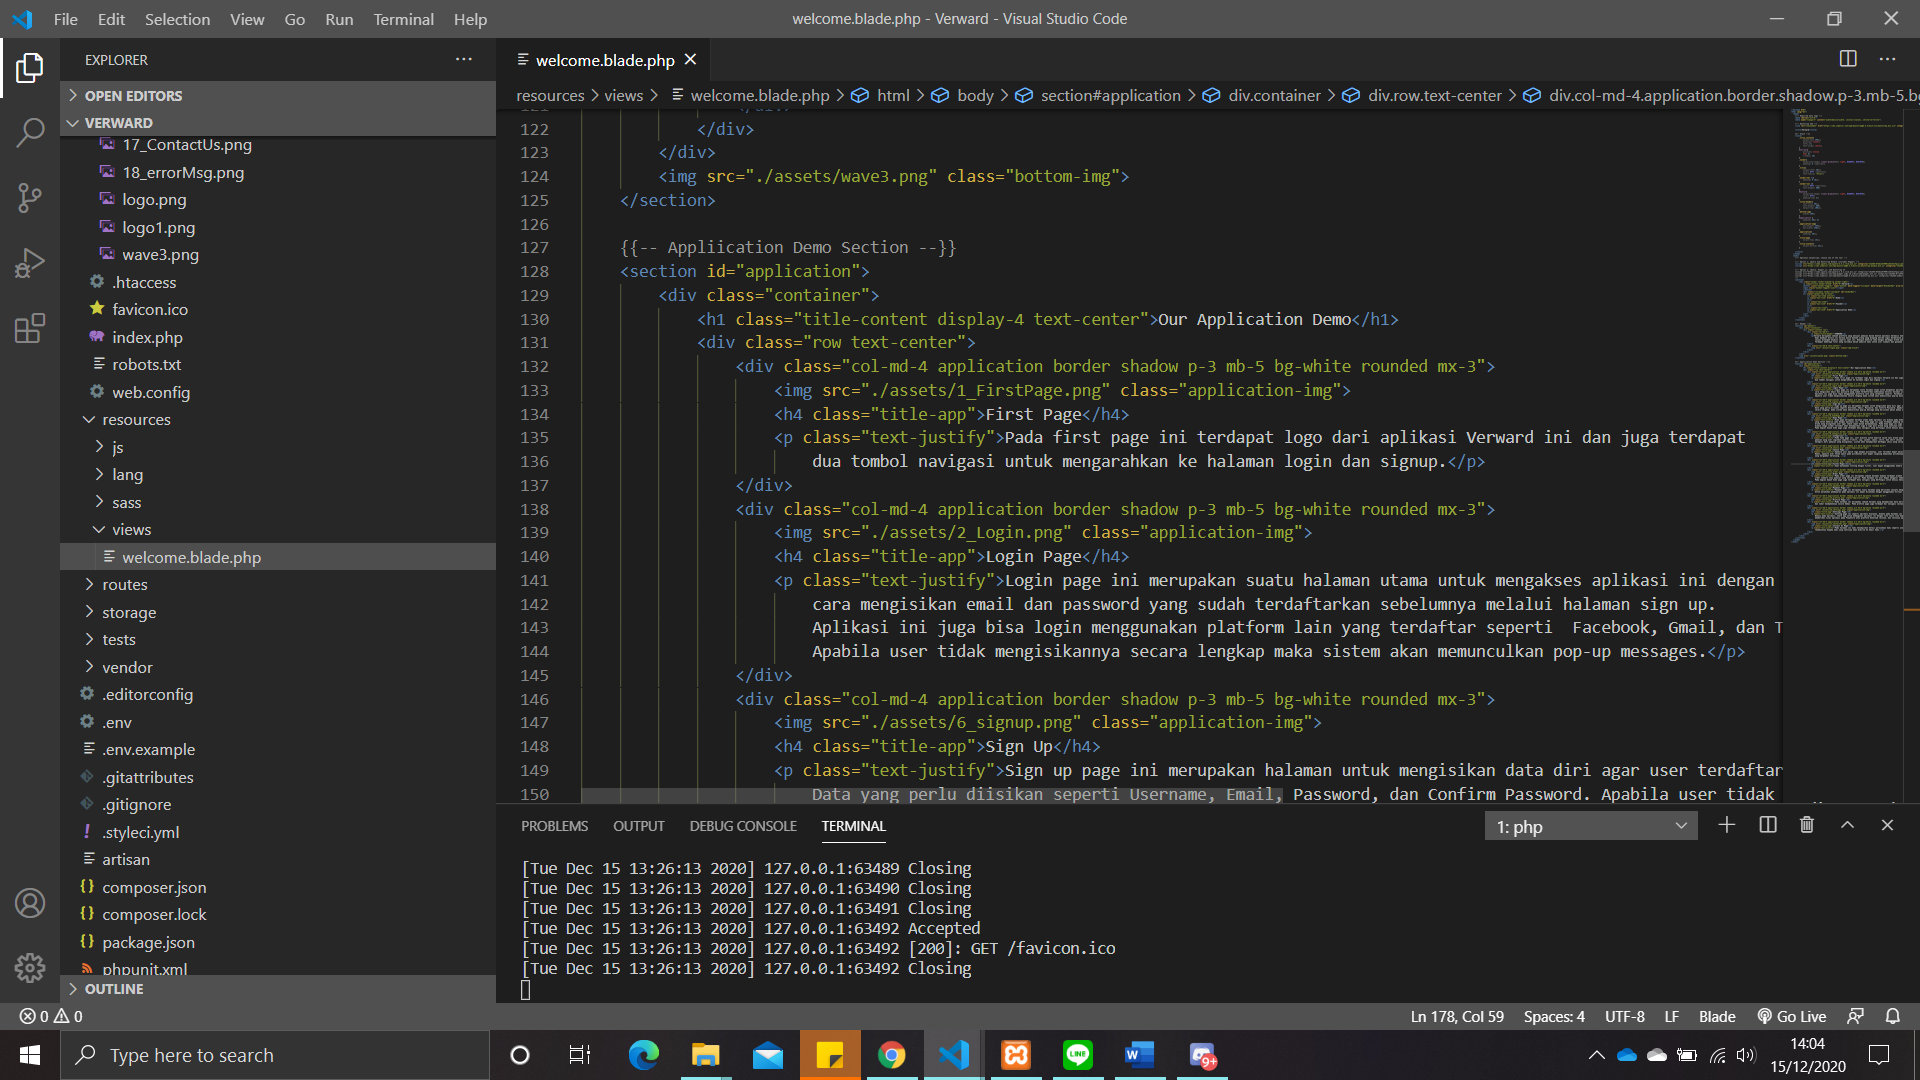 File Edit Selection View Go Run Terminal Help
welcome.blade.php - Verward - Visual Studio Code
EXPLORER
OPEN EDITORS
VERWARD
17_ContactUs.png
18_errorMsg.png
logo.png
logo1.png
wave3.png
.htaccess
favicon.ico
index.php
robots.txt
web.config
resources
js
lang
sass
views
welcome.blade.php
routes
storage
tests
vendor
.editorconfig
.env
.env.example
.gitattributes
.gitignore
.styleci.yml
artisan
composer.json
composer.lock
package.json
phpunit.xml
OUTLINE
welcome.blade.php
resources > views > welcome.blade.php > html > body > section#application > div.container > div.row.text-center > div.col-md-4.application.border.shadow.p-3.mb-5.bg
122 </div>
123 </div>
124 <img src="./assets/wave3.png" class="bottom-img">
125 </section>
126
127 {{-- Appliication Demo Section --}}
128 <section id="application">
129 <div class="container">
130 <h1 class="title-content display-4 text-center">Our Application Demo</h1>
131 <div class="row text-center">
132 <div class="col-md-4 application border shadow p-3 mb-5 bg-white rounded mx-3">
133 <img src="./assets/1_FirstPage.png" class="application-img">
134 <h4 class="title-app">First Page</h4>
135 <p class="text-justify">Pada first page ini terdapat logo dari aplikasi Verward ini dan juga terdapat
136 dua tombol navigasi untuk mengarahkan ke halaman login dan signup.</p>
137 </div>
138 <div class="col-md-4 application border shadow p-3 mb-5 bg-white rounded mx-3">
139 <img src="./assets/2_Login.png" class="application-img">
140 <h4 class="title-app">Login Page</h4>
141 <p class="text-justify">Login page ini merupakan suatu halaman utama untuk mengakses aplikasi ini dengan
142 cara mengisikan email dan password yang sudah terdaftarkan sebelumnya melalui halaman sign up.
143 Aplikasi ini juga bisa login menggunakan platform lain yang terdaftar seperti  Facebook, Gmail, dan T
144 Apabila user tidak mengisikannya secara lengkap maka sistem akan memunculkan pop-up messages.</p>
145 </div>
146 <div class="col-md-4 application border shadow p-3 mb-5 bg-white rounded mx-3">
147 <img src="./assets/6_signup.png" class="application-img">
148 <h4 class="title-app">Sign Up</h4>
149 <p class="text-justify">Sign up page ini merupakan halaman untuk mengisikan data diri agar user terdaftar
150 Data yang perlu diisikan seperti Username, Email, Password, dan Confirm Password. Apabila user tidak
PROBLEMS OUTPUT DEBUG CONSOLE TERMINAL
1: php
[Tue Dec 15 13:26:13 2020] 127.0.0.1:63489 Closing
[Tue Dec 15 13:26:13 2020] 127.0.0.1:63490 Closing
[Tue Dec 15 13:26:13 2020] 127.0.0.1:63491 Closing
[Tue Dec 15 13:26:13 2020] 127.0.0.1:63492 Accepted
[Tue Dec 15 13:26:13 2020] 127.0.0.1:63492 [200]: GET /favicon.ico
[Tue Dec 15 13:26:13 2020] 127.0.0.1:63492 Closing
0 0
Ln 178, Col 59 Spaces: 4 UTF-8 LF Blade Go Live
Type here to search
LINE
W
9+
14:04
15/12/2020